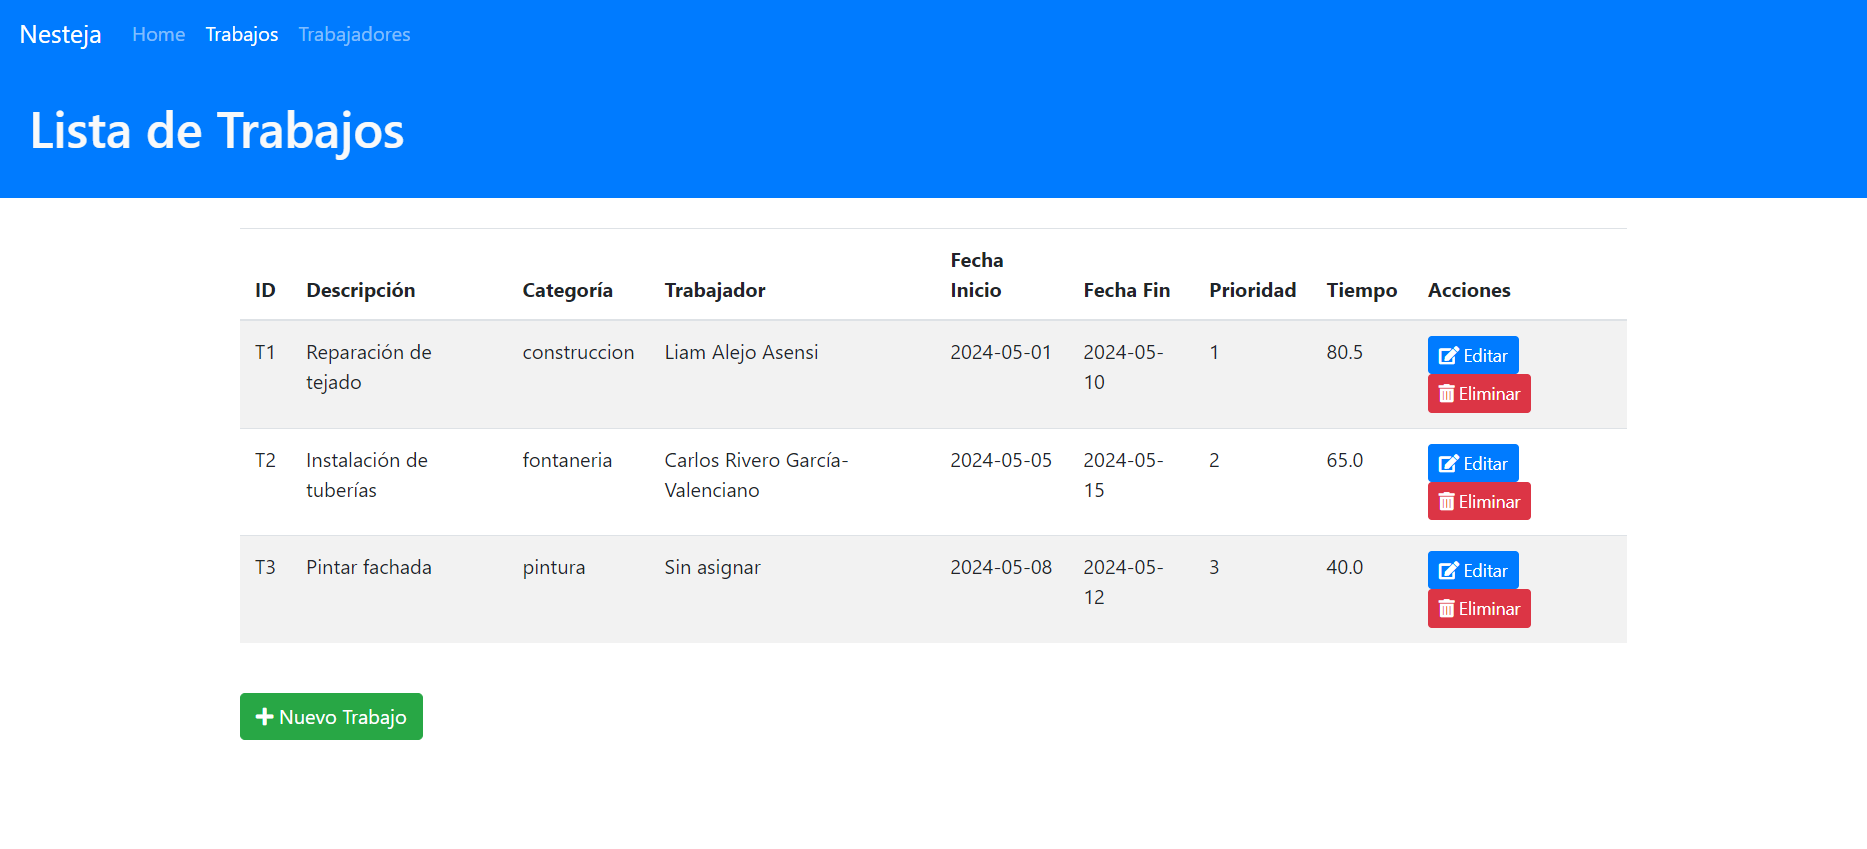 Nesteja Home Trabajos Trabajadores
Lista de Trabajos
ID Descripción Categoría Trabajador Fecha Inicio Fecha Fin Prioridad Tiempo Acciones
T1 Reparación de tejado construccion Liam Alejo Asensi 2024-05-01 2024-05-10 1 80.5 Editar Eliminar
T2 Instalación de tuberías fontaneria Carlos Rivero García-Valenciano 2024-05-05 2024-05-15 2 65.0 Editar Eliminar
T3 Pintar fachada pintura Sin asignar 2024-05-08 2024-05-12 3 40.0 Editar Eliminar
Nuevo Trabajo